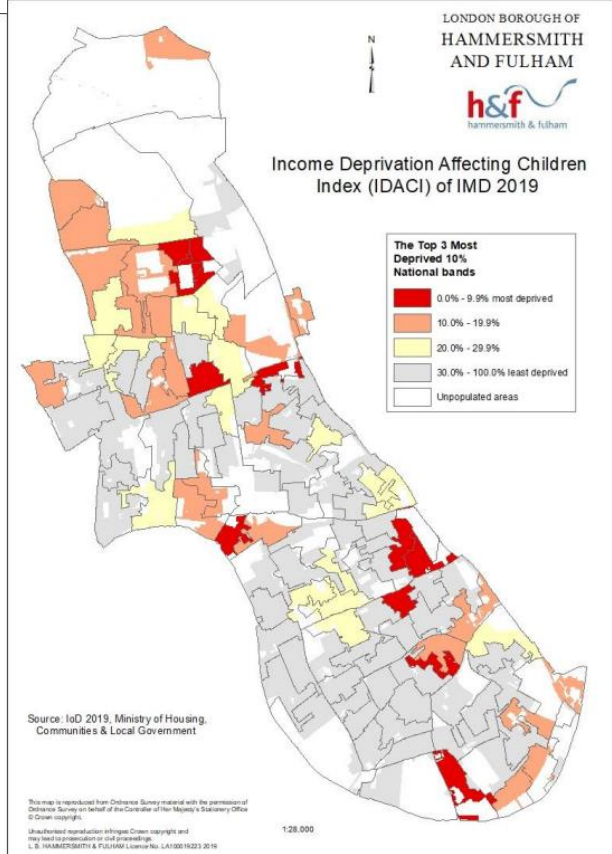 LONDON BOROUGH OF
HAMMERSMITH
AND FULHAM
N
h&f
hammersmith & fulham
Income Deprivation Affecting Children
Index (IDACI) of IMD 2019
The Top 3 Most
Deprived 10%
National bands
0.0% - 9.9% most deprived
10.0% - 19.9%
20.0% - 29.9%
30.0% - 100.0% least deprived
Unpopulated areas
Source: IoD 2019, Ministry of Housing,
Communities & Local Government
This map is reproduced from Ordnance Survey material with the permission of
Ordnance Survey on behalf of the Controller of Her Majesty's Stationery Office
© Crown copyright.
Unauthorised reproduction infringes Crown copyright and
may lead to prosecution or civil proceedings.
L.B. HAMMERSMITH & FULHAM Licence No. LA100019223 2019
1:28,000